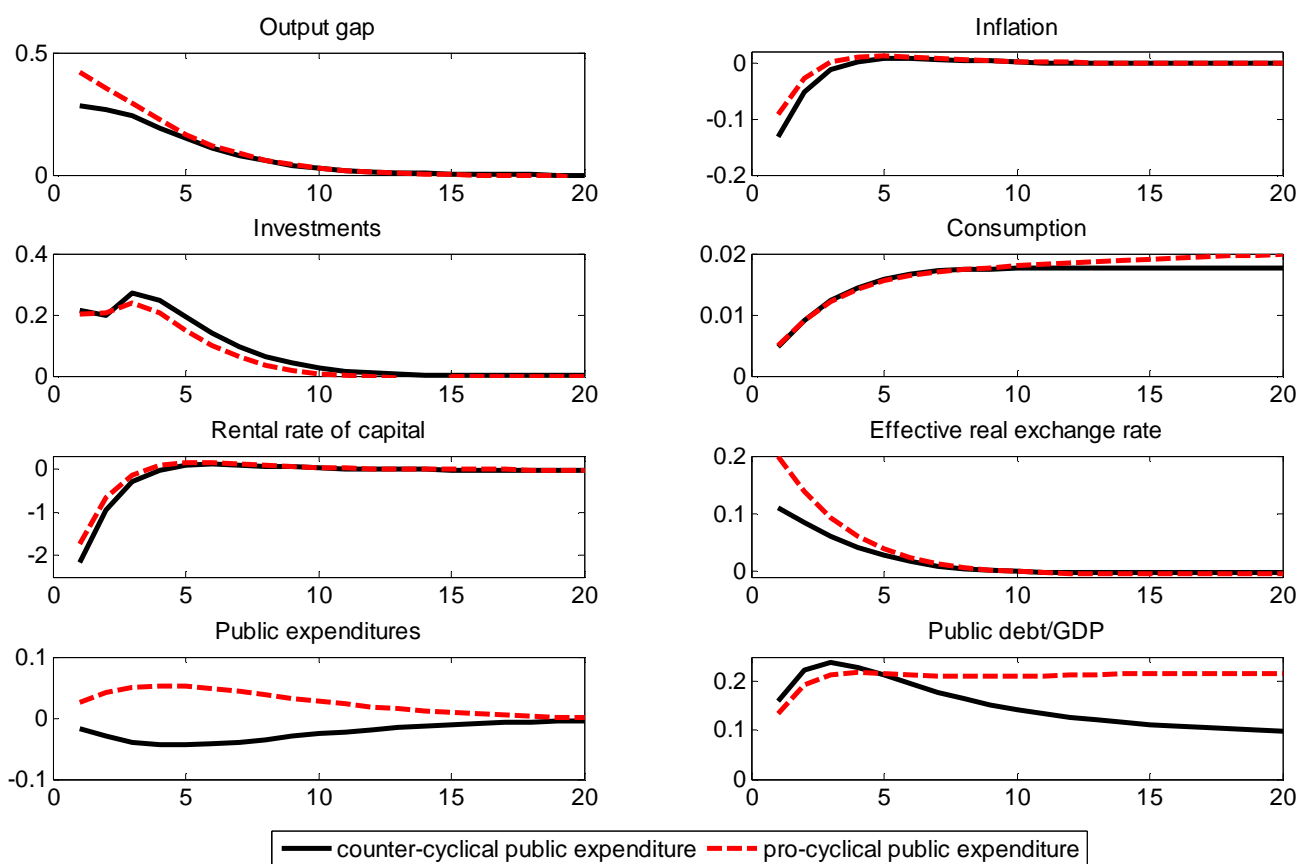 Output gap
0.5
0
0 5 10 15 20
Inflation
0
-0.1
-0.2
0 5 10 15 20
Investments
0.4
0.2
0
0 5 10 15 20
Consumption
0.02
0.01
0
0 5 10 15 20
Rental rate of capital
0
-1
-2
0 5 10 15 20
Effective real exchange rate
0.2
0.1
0
0 5 10 15 20
Public expenditures
0.1
0
-0.1
0 5 10 15 20
Public debt/GDP
0.2
0.1
0
0 5 10 15 20
counter-cyclical public expenditure
pro-cyclical public expenditure